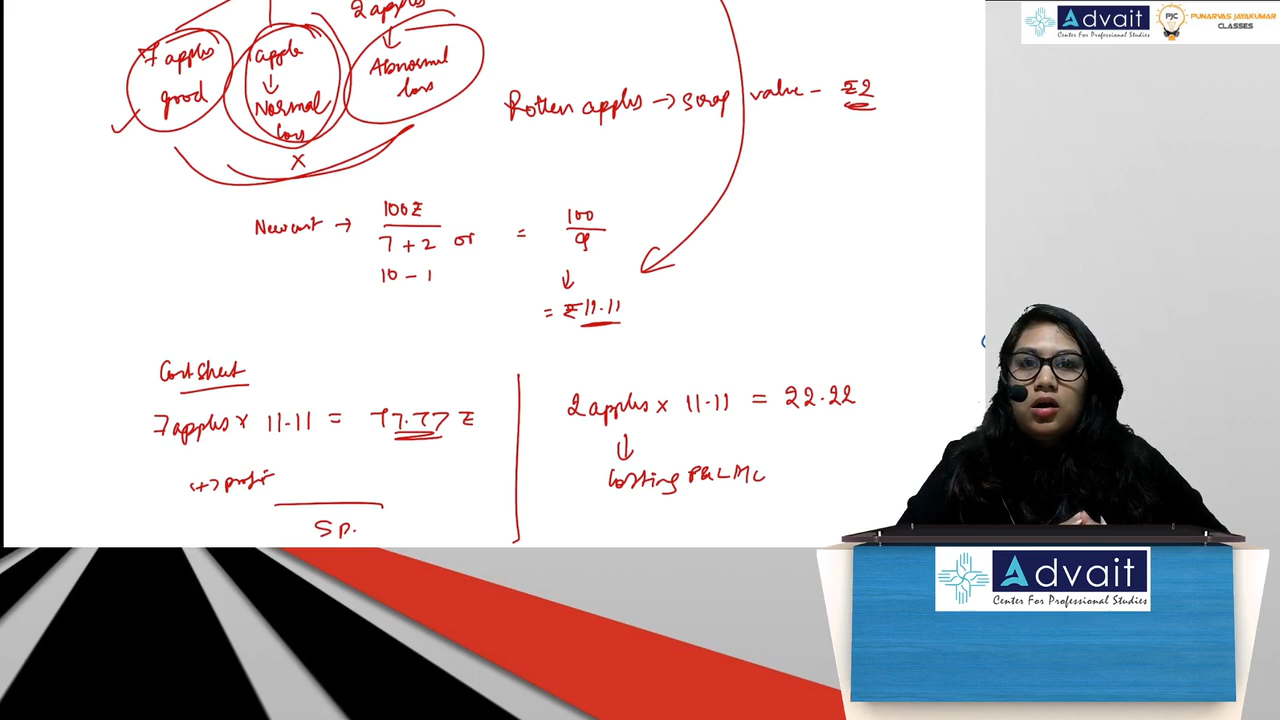 2 apples
7 apples good
1 apple
Normal loss
Abnormal loss
x
Rotten apples → scrap value - ₹2
New cost → 100₹ / 7 + 2 or 10 - 1 = 100 / 9
= ₹11.11
Cost Sheet
7 apples x 11.11 = 77.77 ₹
(+) profit
S p.
2 apples x 11.11 = 22.22
Costing P&L
Advait
Center For Professional Studies
PJC
PUNARVAS JAYAKUMAR
CLASSES
Advait
Center For Professional Studies